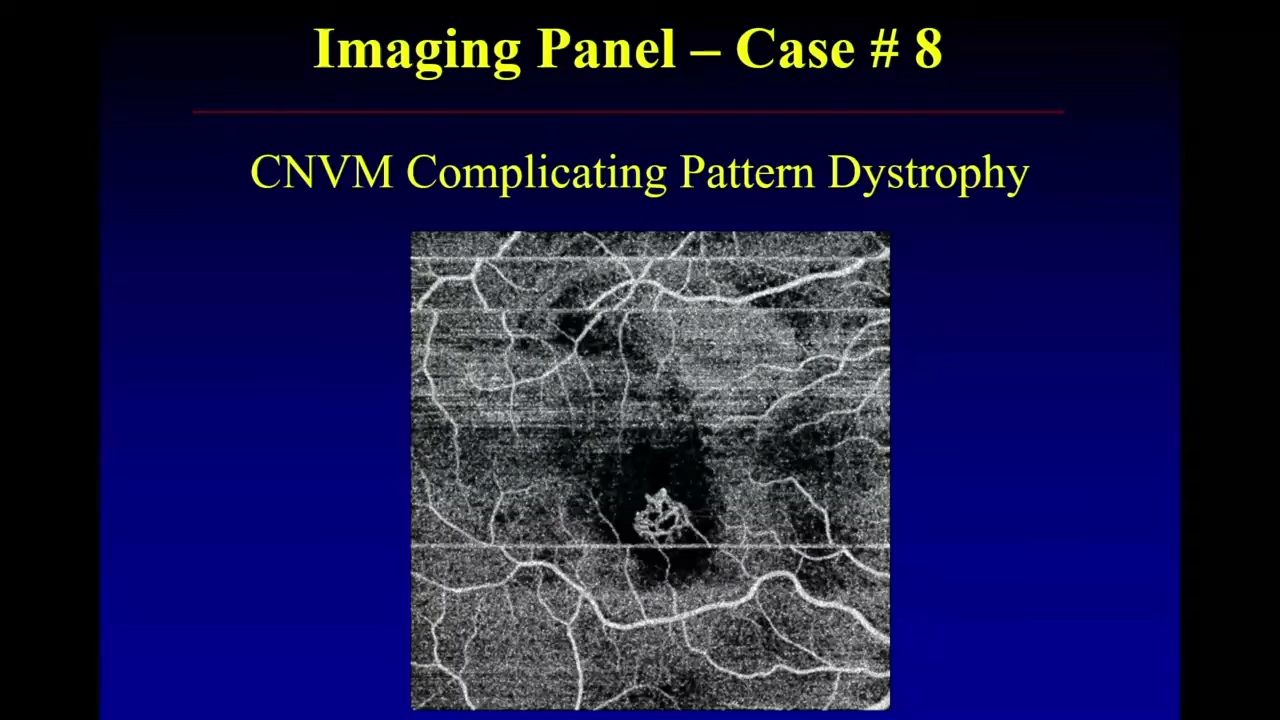 Imaging Panel – Case # 8
CNVM Complicating Pattern Dystrophy